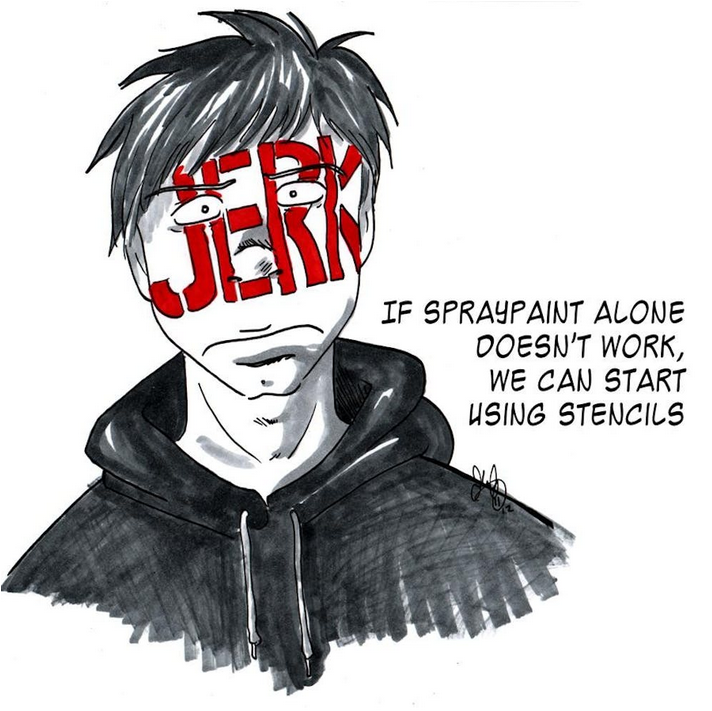 JERK
IF SPRAYPAINT ALONE
DOESN'T WORK,
WE CAN START
USING STENCILS